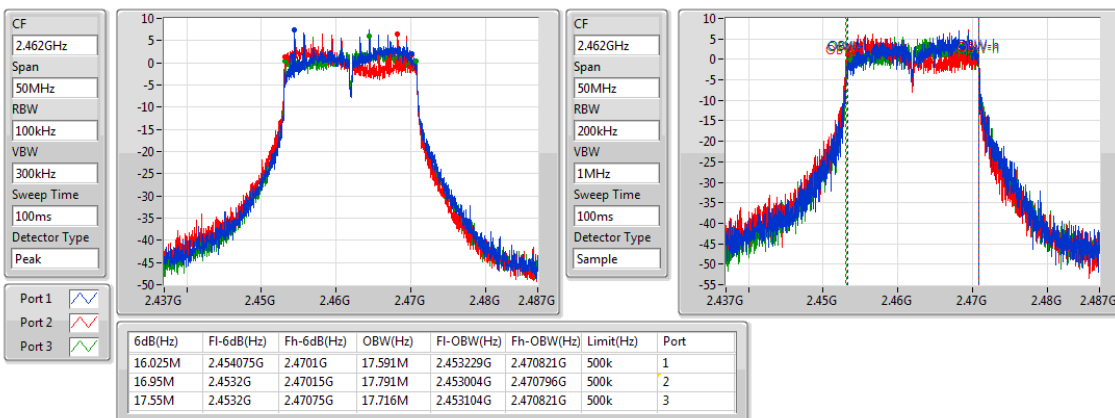 CF
2.462GHz
Span
50MHz
RBW
100kHz
VBW
300kHz
Sweep Time
100ms
Detector Type
Peak
10
5
0
-5
-10
-15
-20
-25
-30
-35
-40
-45
-50
2.437G
2.45G
2.46G
2.47G
2.48G
2.487G
CF
2.462GHz
Span
50MHz
RBW
200kHz
VBW
1MHz
Sweep Time
100ms
Detector Type
Sample
10
5
0
-5
-10
-15
-20
-25
-30
-35
-40
-45
-50
-55
OBW-h
2.437G
2.45G
2.46G
2.47G
2.48G
2.487G
Port 1
Port 2
Port 3
6dB(Hz) Fl-6dB(Hz) Fh-6dB(Hz) OBW(Hz) Fl-OBW(Hz) Fh-OBW(Hz) Limit(Hz) Port
16.025M 2.454075G 2.4701G 17.591M 2.453229G 2.470821G 500k 1
16.95M 2.4532G 2.47015G 17.791M 2.453004G 2.470796G 500k 2
17.55M 2.4532G 2.47075G 17.716M 2.453104G 2.470821G 500k 3